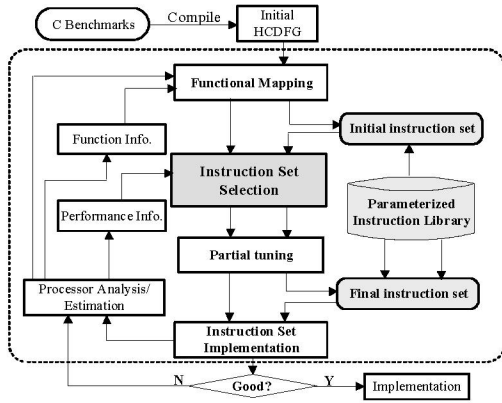 C Benchmarks
Compile
Initial
HCDFG
Functional Mapping
Function Info.
Initial instruction set
Instruction Set
Selection
Parameterized
Instruction Library
Performance Info.
Partial tuning
Processor Analysis/
Estimation
Final instruction set
Instruction Set
Implementation
N
Good?
Y
Implementation